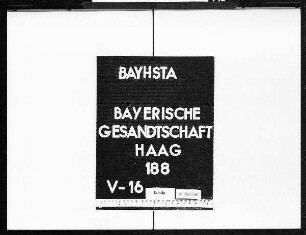 BAYHSTA
BAYERISCHE
GESANDTSCHAFT
HAAG
188
V-16